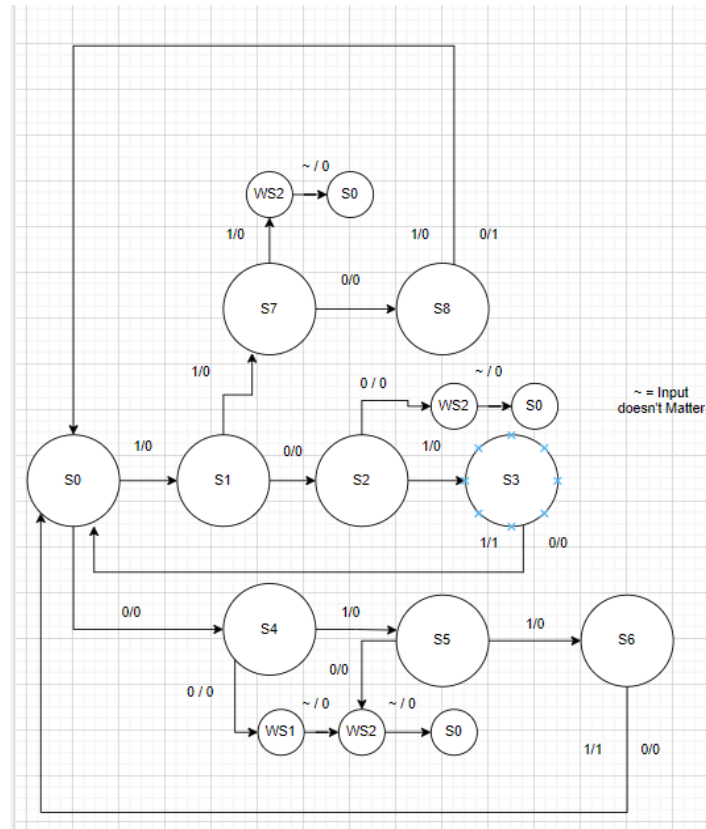 ~ / 0
WS2
S0
1/0
1/0
0/1
0/0
S7
S8
1/0
~ / 0
0 / 0
~ = Input
doesn't Matter
WS2
S0
1/0
0/0
1/0
S0
S1
S2
S3
1/1
0/0
0/0
S4
1/0
S5
1/0
S6
0/0
0 / 0
~ / 0
~ / 0
WS1
WS2
S0
1/1
0/0